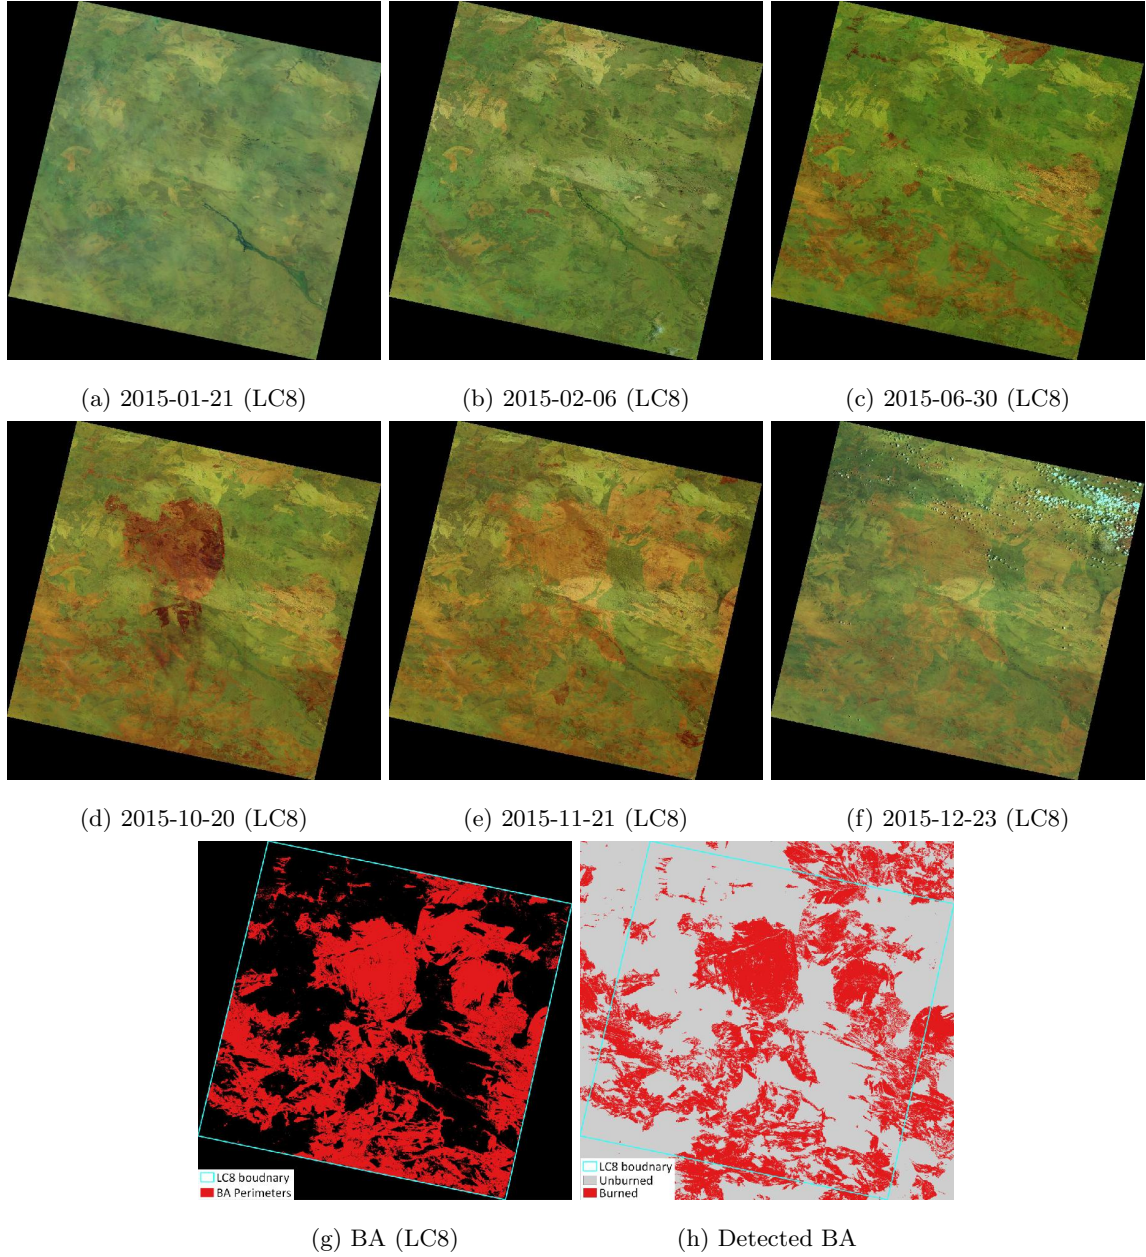 (a) 2015-01-21 (LC8)
(b) 2015-02-06 (LC8)
(c) 2015-06-30 (LC8)
(d) 2015-10-20 (LC8)
(e) 2015-11-21 (LC8)
(f) 2015-12-23 (LC8)
LC8 boudnary
BA Perimeters
LC8 boudnary
Unburned
Burned
(g) BA (LC8)
(h) Detected BA